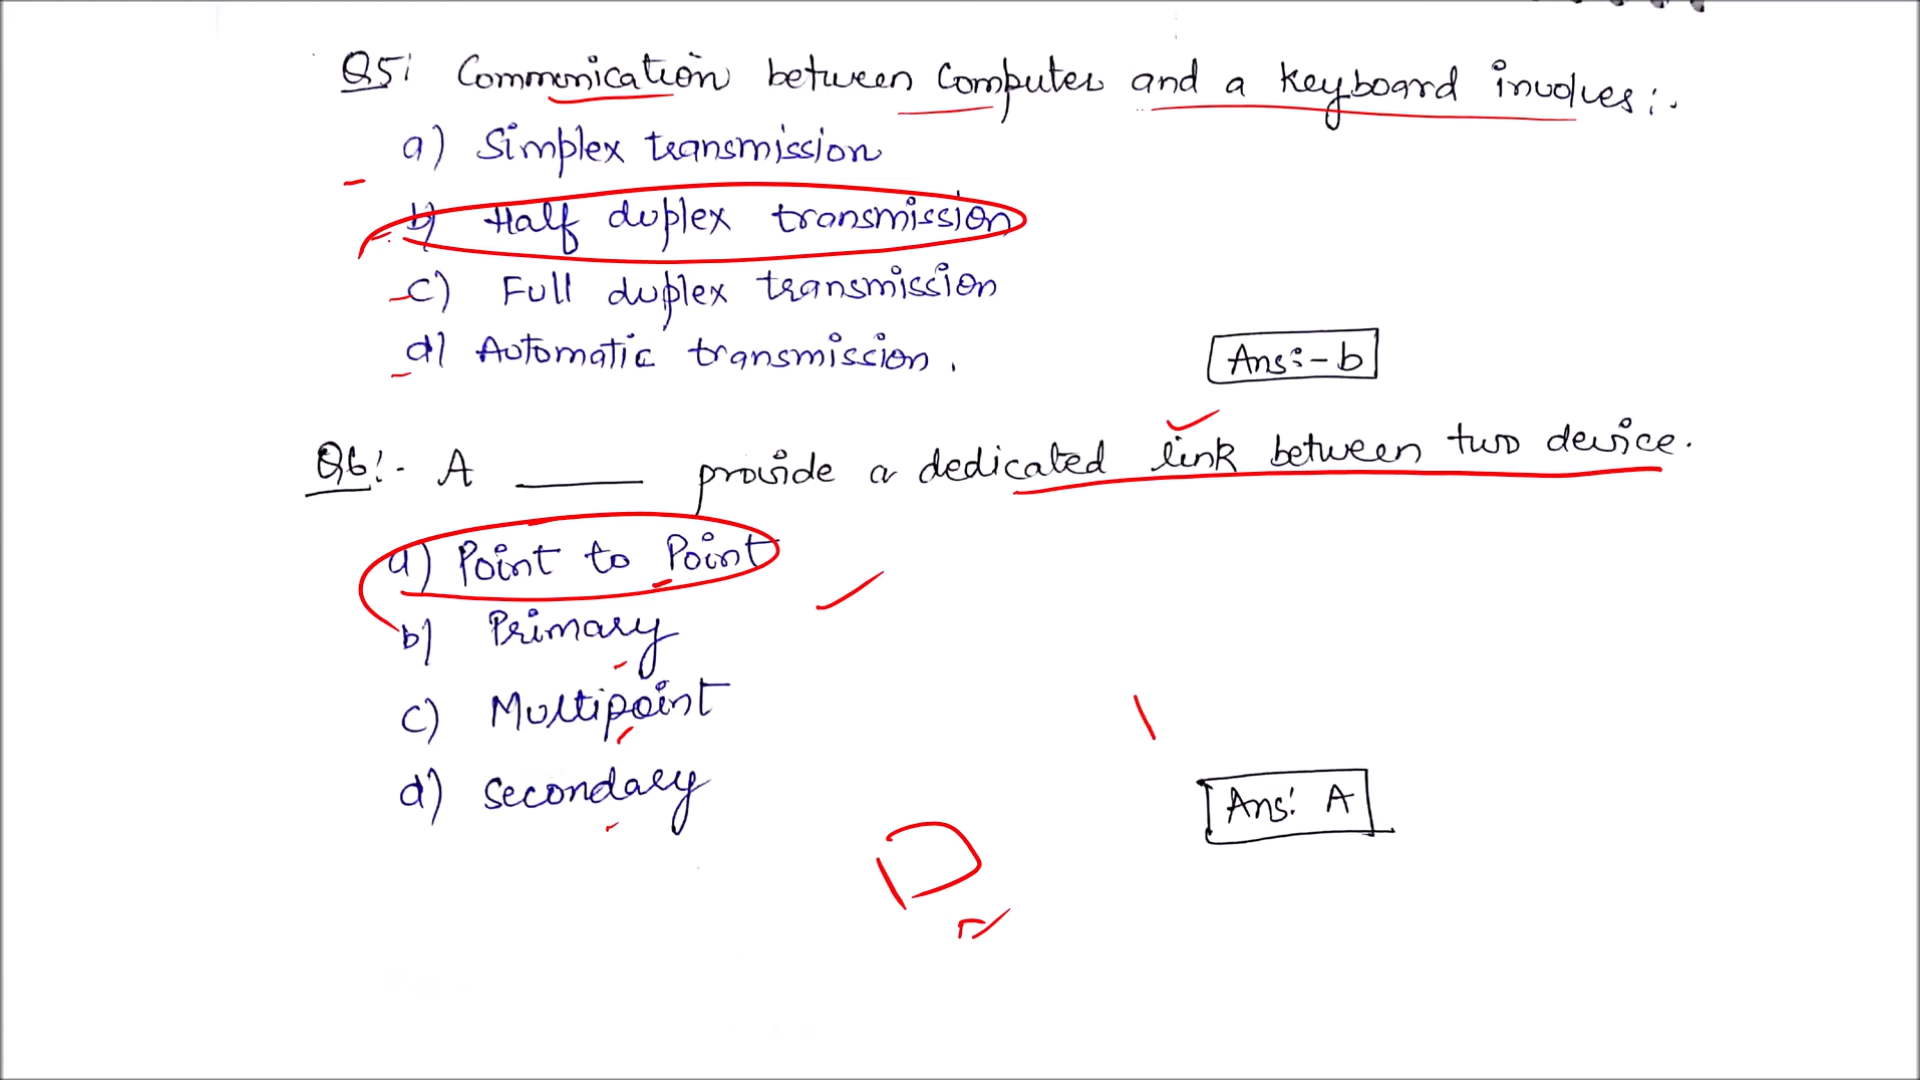 Q5: Communication between Computer and a keyboard involves:.
a) Simplex transmission
b) Half duplex transmission
c) Full duplex transmission
d) Automatic transmission.
Ans:- b
Q6:- A ______ provide a dedicated link between two device.
a) Point to Point
b) Primary
c) Multipoint
d) Secondary
Ans: A